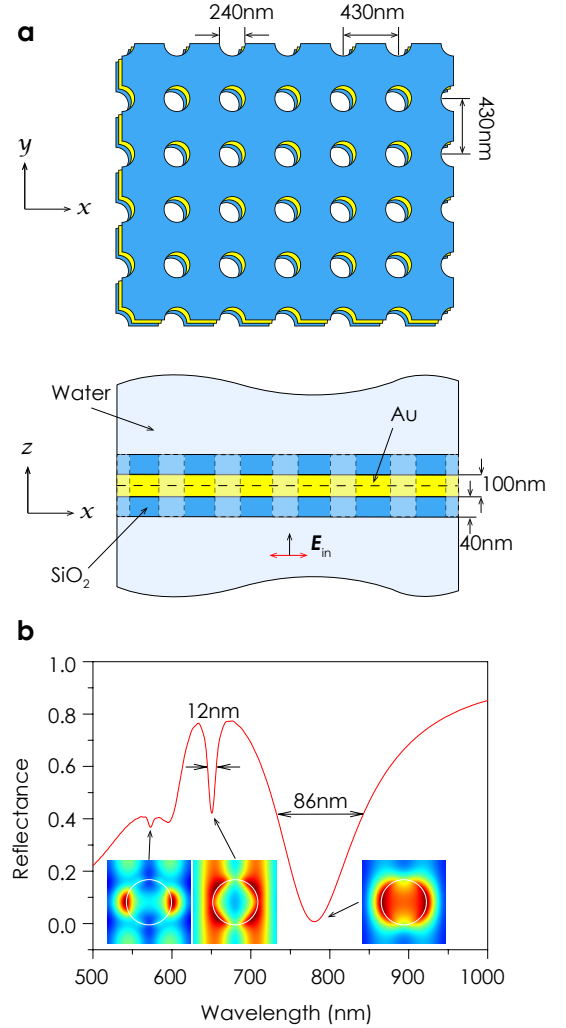 a
240nm
430nm
430nm
y
x
Water
Au
z
x
100nm
40nm
E_in
SiO₂
b
1.0
0.8
0.6
0.4
0.2
0.0
12nm
86nm
Reflectance
500 600 700 800 900 1000
Wavelength (nm)